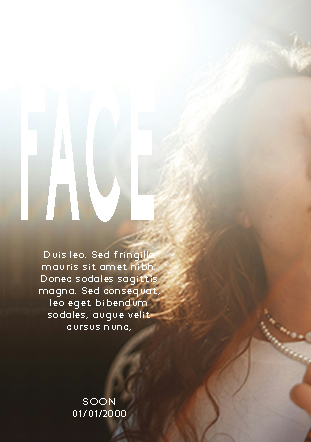 FACE
Duis leo. Sed fringilla
mauris sit amet nibh.
Donec sodales sagittis
magna. Sed consequat,
leo eget bibendum
sodales, augue velit
cursus nunc,
SOON
01/01/2000